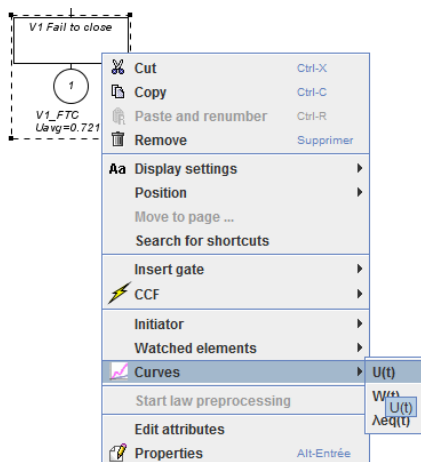 V1 Fail to close
1
V1_FTC
Uavg=0.721
Cut Ctrl-X
Copy Ctrl-C
Paste and renumber Ctrl-R
Remove Supprimer
Aa Display settings
Position
Move to page ...
Search for shortcuts
Insert gate
CCF
Initiator
Watched elements
Curves
U(t)
W(t)
U(t)
λeq(t)
Start law preprocessing
Edit attributes
Properties Alt-Entrée